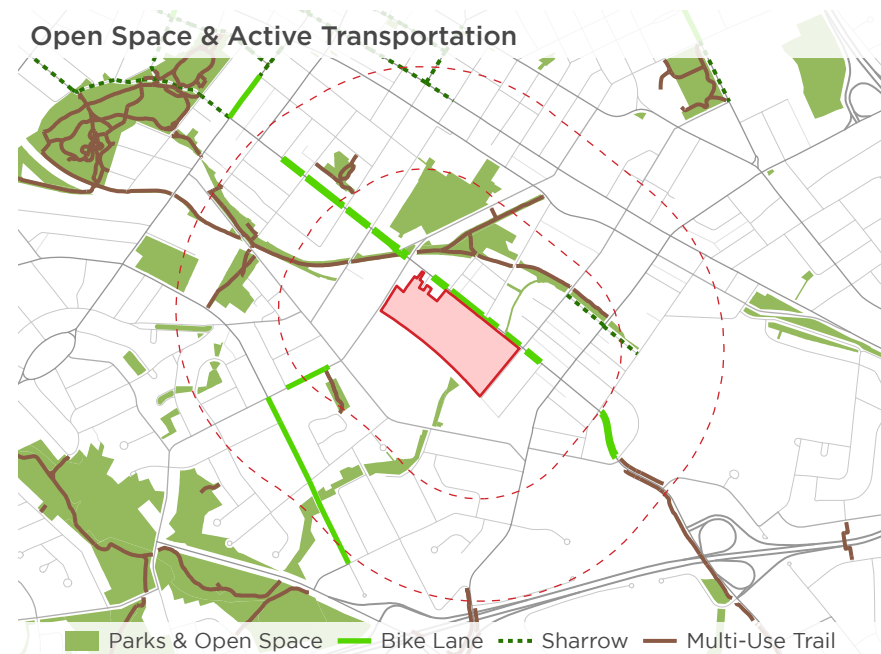 Open Space & Active Transportation
Parks & Open Space Bike Lane Sharrow Multi-Use Trail